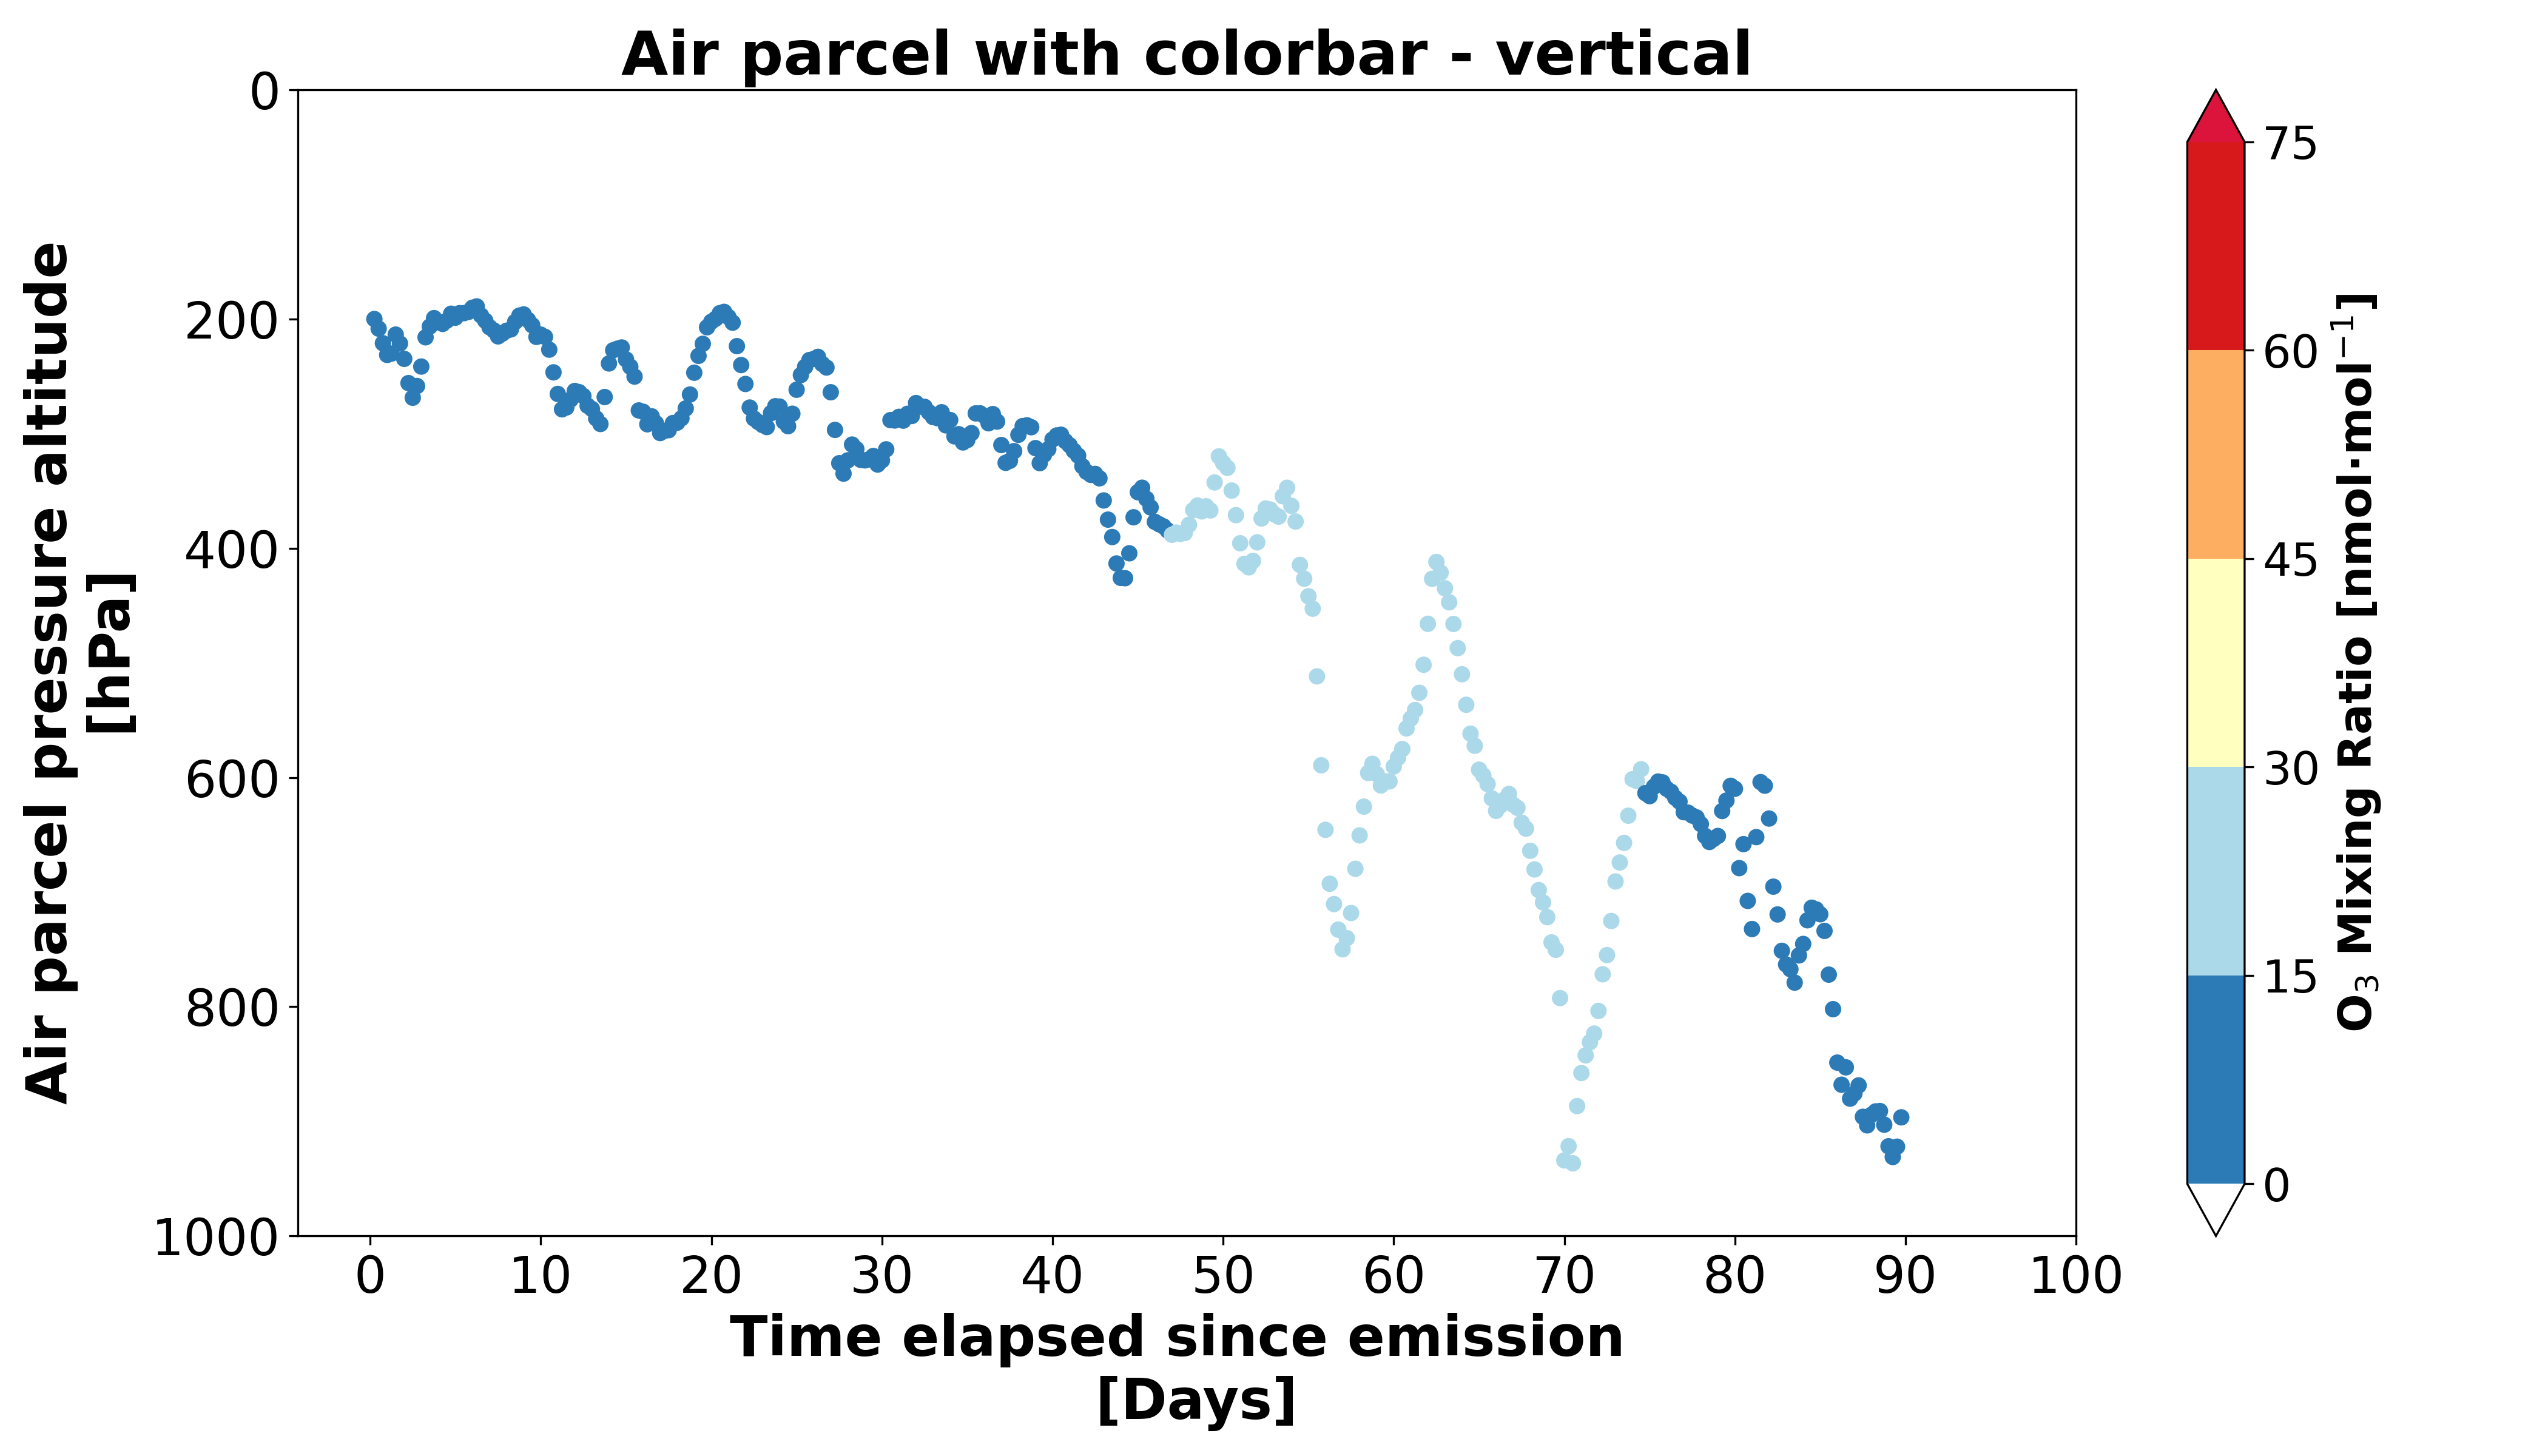 Air parcel with colorbar - vertical
Air parcel pressure altitude
[hPa]
0
200
400
600
800
1000
0 10 20 30 40 50 60 70 80 90 100
Time elapsed since emission
[Days]
75
60
45
30
15
0
O₃ Mixing Ratio [nmol·mol⁻¹]